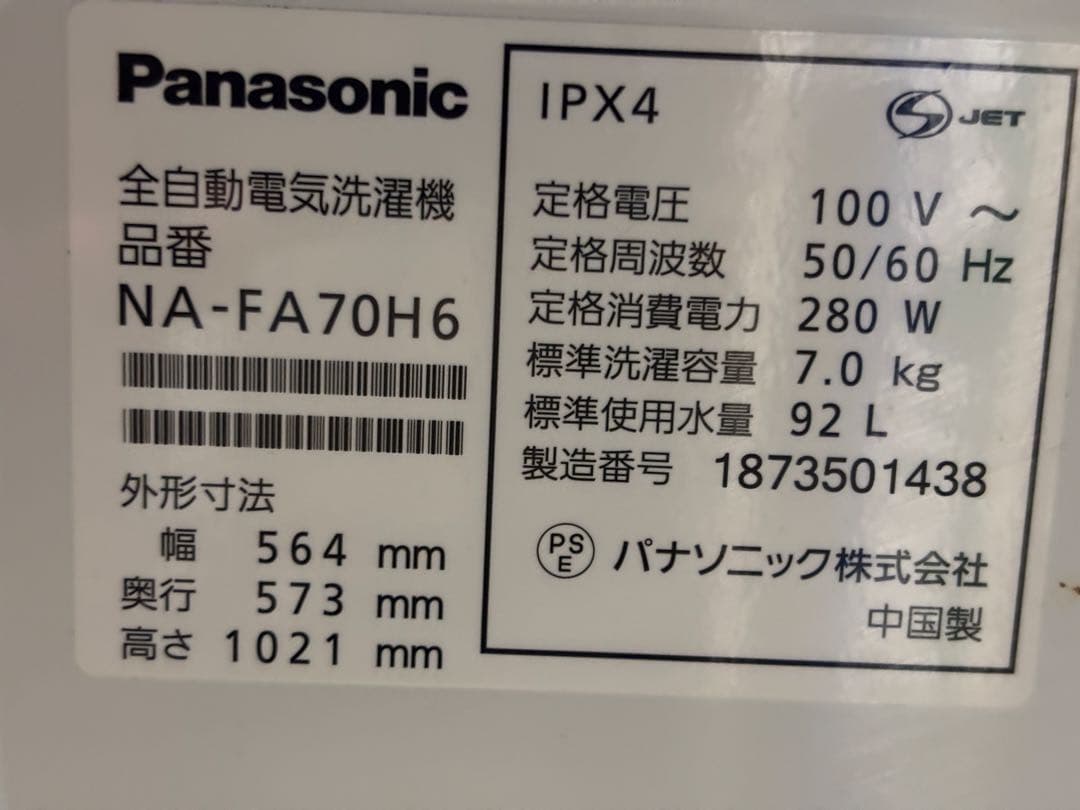 Panasonic
全自動電気洗濯機
品番
NA-FA70H6
外形寸法
幅 564 mm
奥行 573 mm
高さ 1021 mm
IPX4
S JET
定格電圧 100 V ～
定格周波数 50/60 Hz
定格消費電力 280 W
標準洗濯容量 7.0 kg
標準使用水量 92 L
製造番号 1873501438
PS
E
パナソニック株式会社
中国製